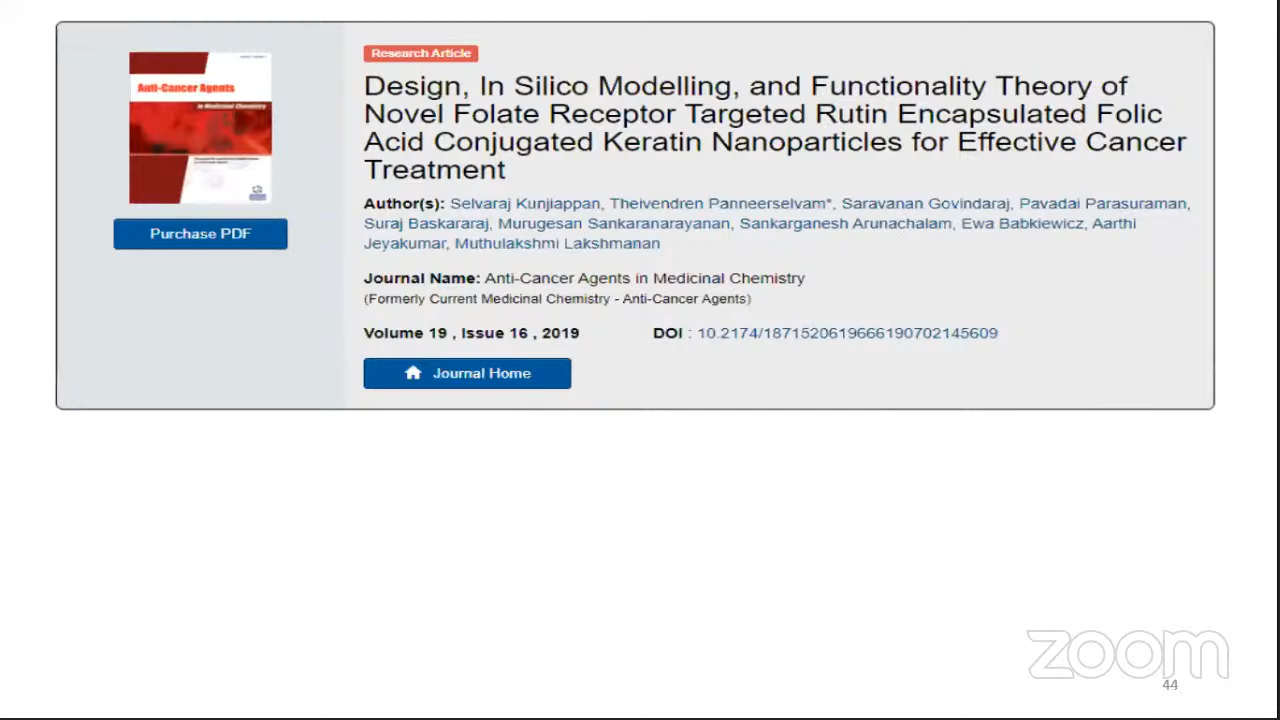 Anti-Cancer Agents
in Medicinal Chemistry
Purchase PDF
Research Article
Design, In Silico Modelling, and Functionality Theory of
Novel Folate Receptor Targeted Rutin Encapsulated Folic
Acid Conjugated Keratin Nanoparticles for Effective Cancer
Treatment
Author(s): Selvaraj Kunjiappan, Theivendren Panneerselvam*, Saravanan Govindaraj, Pavadai Parasuraman,
Suraj Baskararaj, Murugesan Sankaranarayanan, Sankarganesh Arunachalam, Ewa Babkiewicz, Aarthi
Jeyakumar, Muthulakshmi Lakshmanan
Journal Name: Anti-Cancer Agents in Medicinal Chemistry
(Formerly Current Medicinal Chemistry - Anti-Cancer Agents)
Volume 19 , Issue 16 , 2019 DOI : 10.2174/1871520619666190702145609
Journal Home
zoom
44